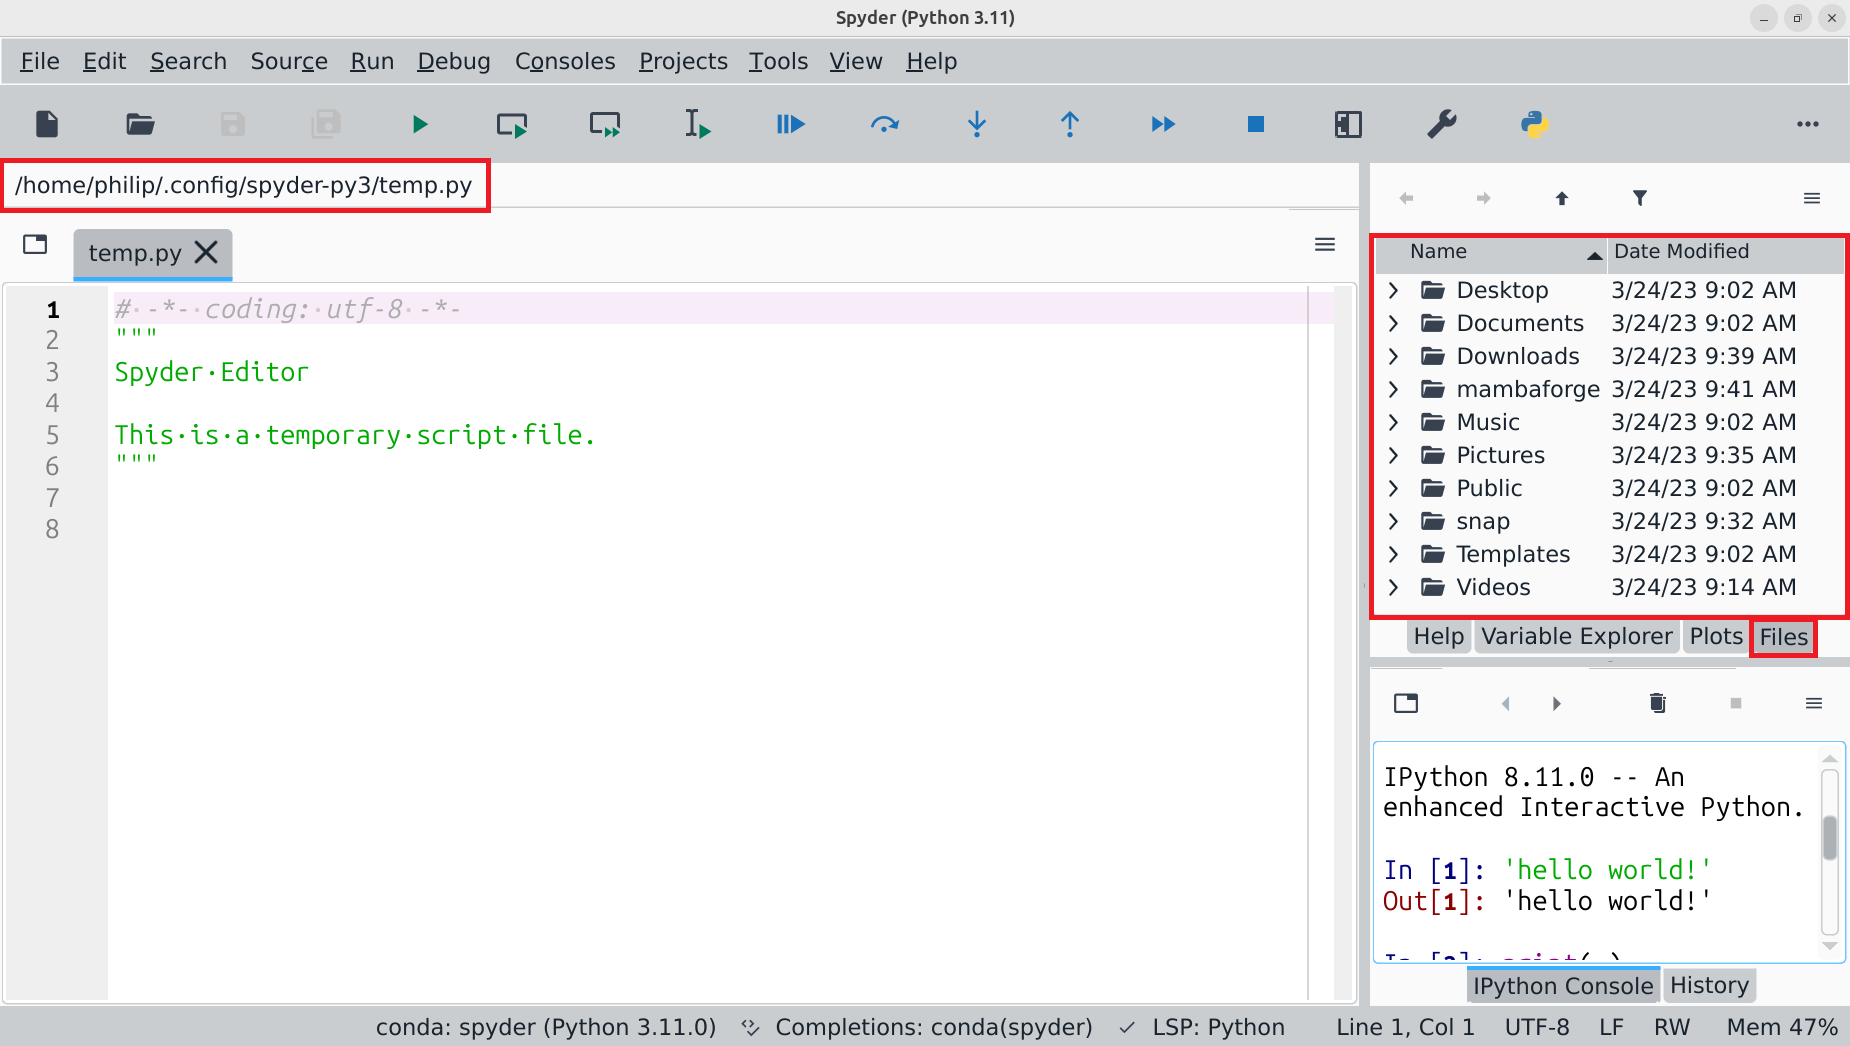 Spyder (Python 3.11)
File Edit Search Source Run Debug Consoles Projects Tools View Help
/home/philip/.config/spyder-py3/temp.py
temp.py
1 # -*- coding: utf-8 -*-
2 """
3 Spyder Editor
4
5 This is a temporary script file.
6 """
7
8
Name Date Modified
Desktop 3/24/23 9:02 AM
Documents 3/24/23 9:02 AM
Downloads 3/24/23 9:39 AM
mambaforge 3/24/23 9:41 AM
Music 3/24/23 9:02 AM
Pictures 3/24/23 9:35 AM
Public 3/24/23 9:02 AM
snap 3/24/23 9:32 AM
Templates 3/24/23 9:02 AM
Videos 3/24/23 9:14 AM
Help Variable Explorer Plots Files
IPython 8.11.0 -- An
enhanced Interactive Python.
In [1]: 'hello world!'
Out[1]: 'hello world!'
IPython Console History
conda: spyder (Python 3.11.0) Completions: conda(spyder) LSP: Python Line 1, Col 1 UTF-8 LF RW Mem 47%